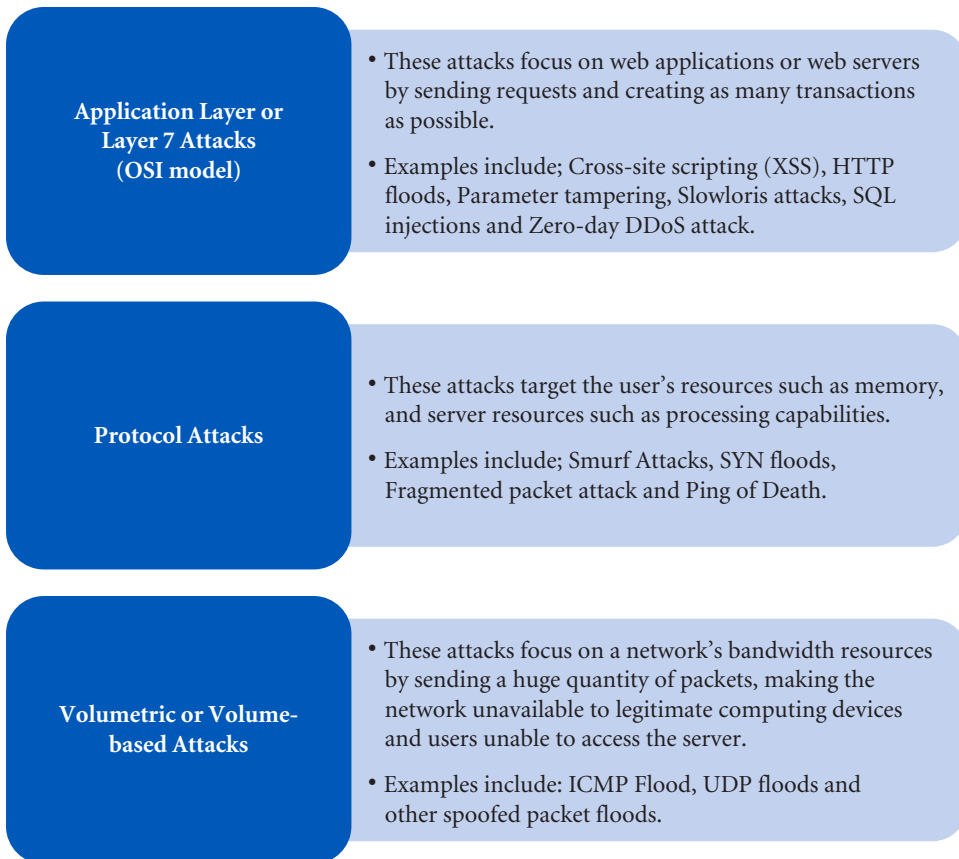 Application Layer or
Layer 7 Attacks
(OSI model)
• These attacks focus on web applications or web servers
by sending requests and creating as many transactions
as possible.
• Examples include; Cross-site scripting (XSS), HTTP
floods, Parameter tampering, Slowloris attacks, SQL
injections and Zero-day DDoS attack.
Protocol Attacks
• These attacks target the user’s resources such as memory,
and server resources such as processing capabilities.
• Examples include; Smurf Attacks, SYN floods,
Fragmented packet attack and Ping of Death.
Volumetric or Volume-
based Attacks
• These attacks focus on a network’s bandwidth resources
by sending a huge quantity of packets, making the
network unavailable to legitimate computing devices
and users unable to access the server.
• Examples include: ICMP Flood, UDP floods and
other spoofed packet floods.